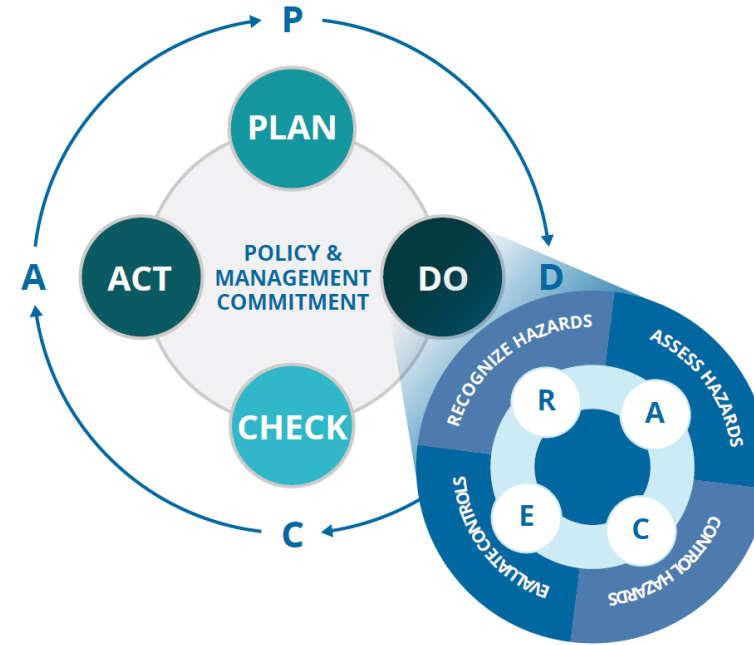 P
PLAN
A
ACT
POLICY &
MANAGEMENT
COMMITMENT
DO
D
CHECK
C
RECOGNIZE HAZARDS
ASSESS HAZARDS
R
A
E
C
EVALUATE CONTROLS
CONTROL HAZARDS